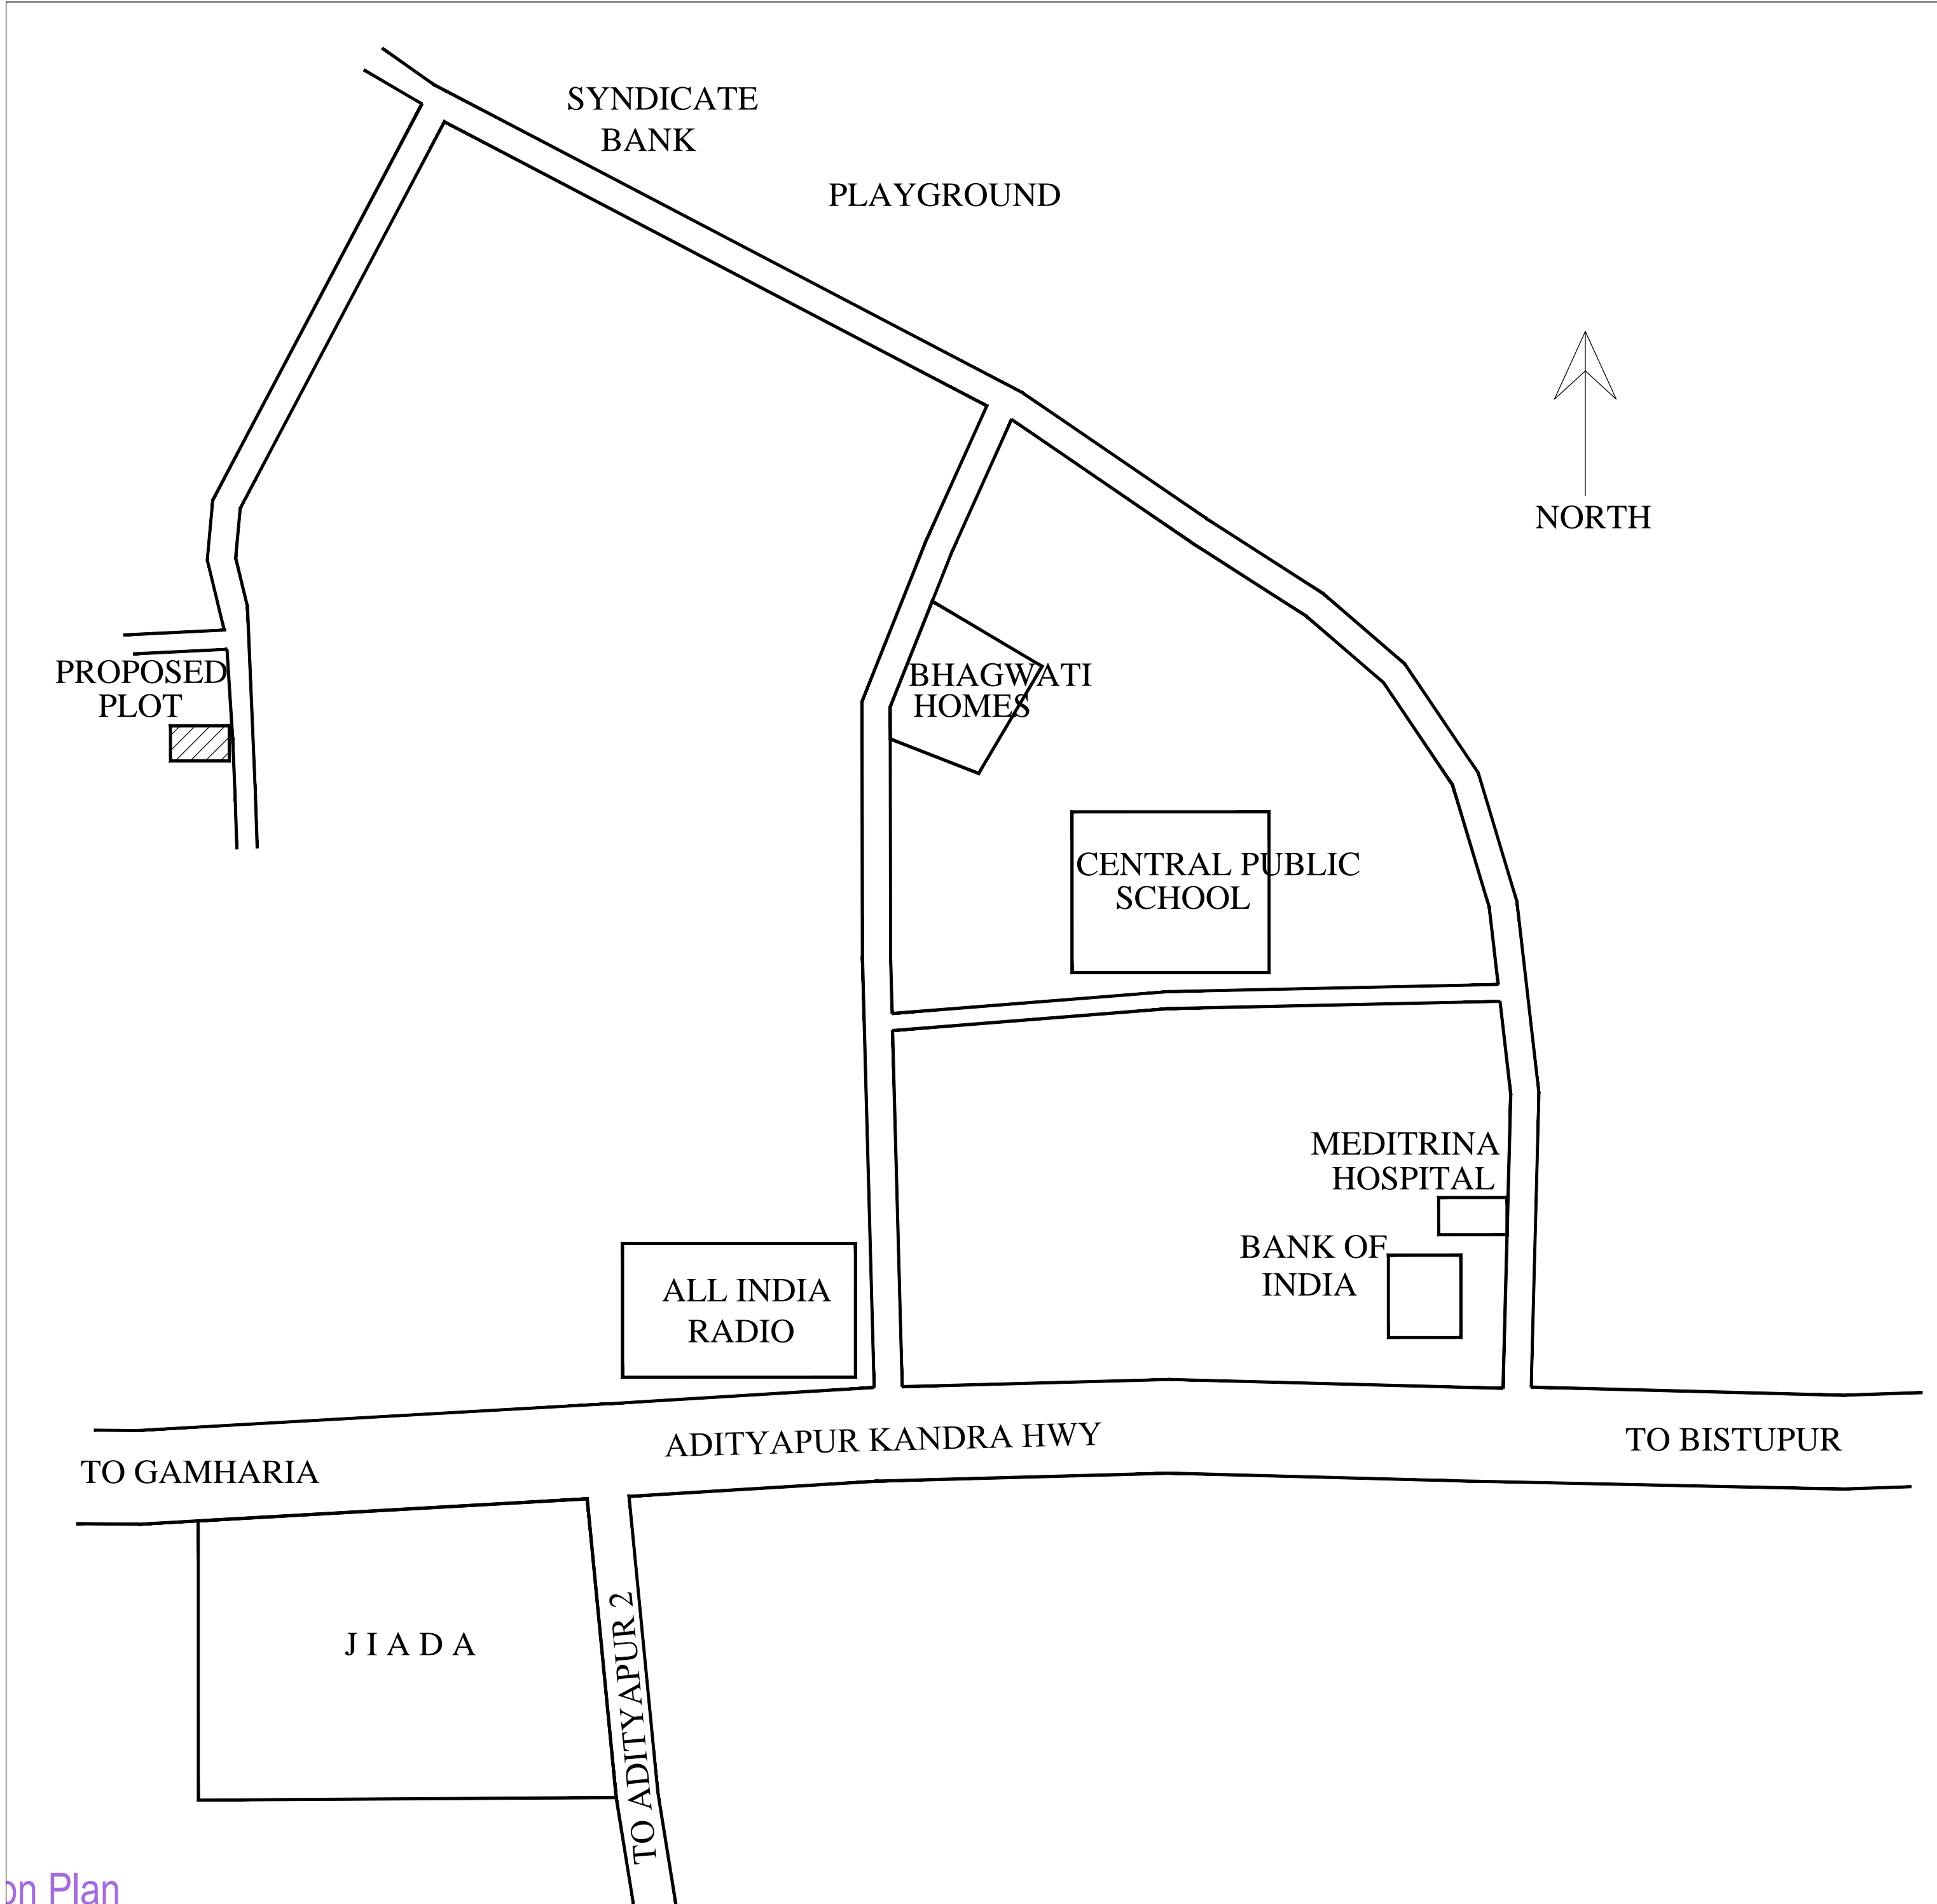 SYNDICATE
BANK
PLAYGROUND
NORTH
PROPOSED
PLOT
BHAGWATI
HOMES
CENTRAL PUBLIC
SCHOOL
MEDITRINA
HOSPITAL
BANK OF
INDIA
ALL INDIA
RADIO
ADITYAPUR KANDRA HWY
TO BISTUPUR
TO GAMHARIA
J I A D A
TO ADITYAPUR 2
on Plan